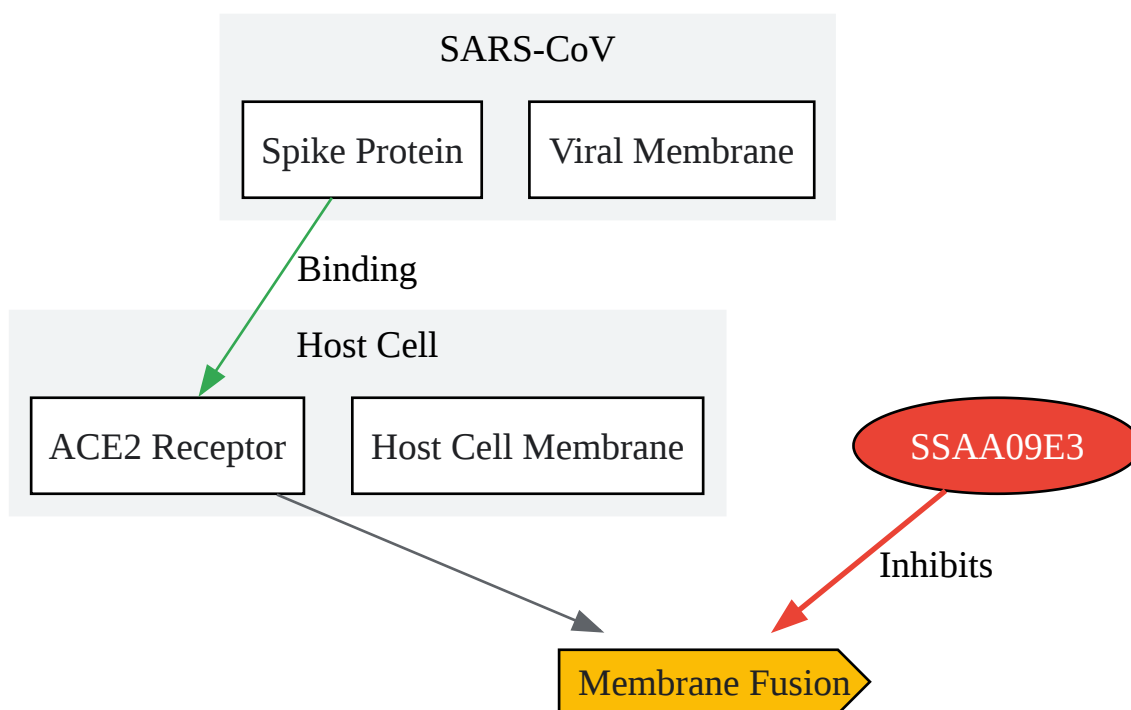 SARS-CoV
Spike Protein
Viral Membrane
Binding
Host Cell
ACE2 Receptor
Host Cell Membrane
SSAA09E3
Inhibits
Membrane Fusion